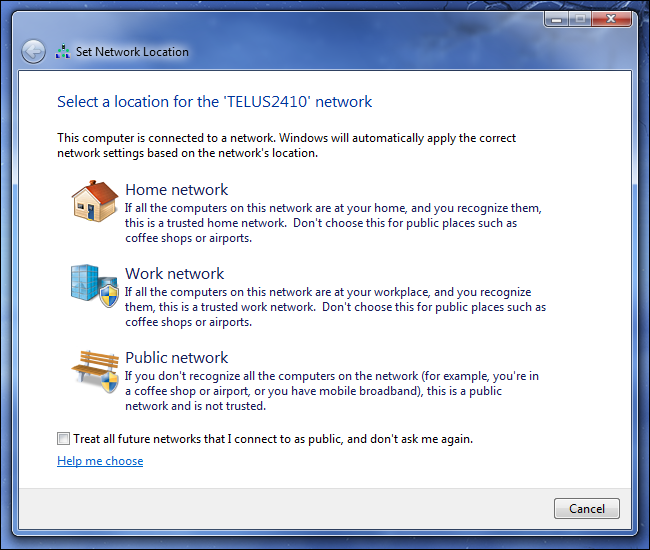 Set Network Location
Select a location for the 'TELUS2410' network
This computer is connected to a network. Windows will automatically apply the correct
network settings based on the network's location.
Home network
If all the computers on this network are at your home, and you recognize them,
this is a trusted home network.  Don't choose this for public places such as
coffee shops or airports.
Work network
If all the computers on this network are at your workplace, and you recognize
them, this is a trusted work network.  Don't choose this for public places such as
coffee shops or airports.
Public network
If you don't recognize all the computers on the network (for example, you're in
a coffee shop or airport, or you have mobile broadband), this is a public
network and is not trusted.
Treat all future networks that I connect to as public, and don't ask me again.
Help me choose
Cancel